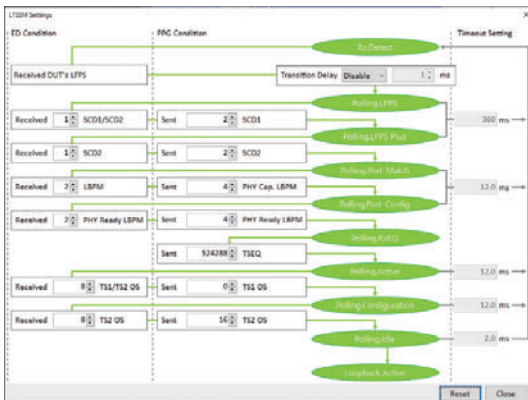 LTSSM Settings
ED Condition
PPG Condition
Timeout Setting
Rx.Detect
Received DUT's LFPS
Transition Delay Disable 1 ms
Polling.LFPS
Received 1 SCD1/SCD2
Sent 2 SCD1
360 ms
Polling.LFPS Plus
Received 1 SCD2
Sent 2 SCD2
Polling.Port Match
Received 2 LBPM
Sent 4 PHY Cap. LBPM
12.0 ms
Polling.Port Config
Received 2 PHY Ready LBPM
Sent 4 PHY Ready LBPM
Polling.RxEQ
Sent 524288 TSEQ
Polling.Active
12.0 ms
Received 8 TS1/TS2 OS
Sent 0 TS1 OS
Polling.Configuration
12.0 ms
Received 8 TS2 OS
Sent 16 TS2 OS
Polling.Idle
2.0 ms
Loopback.Active
Reset
Close